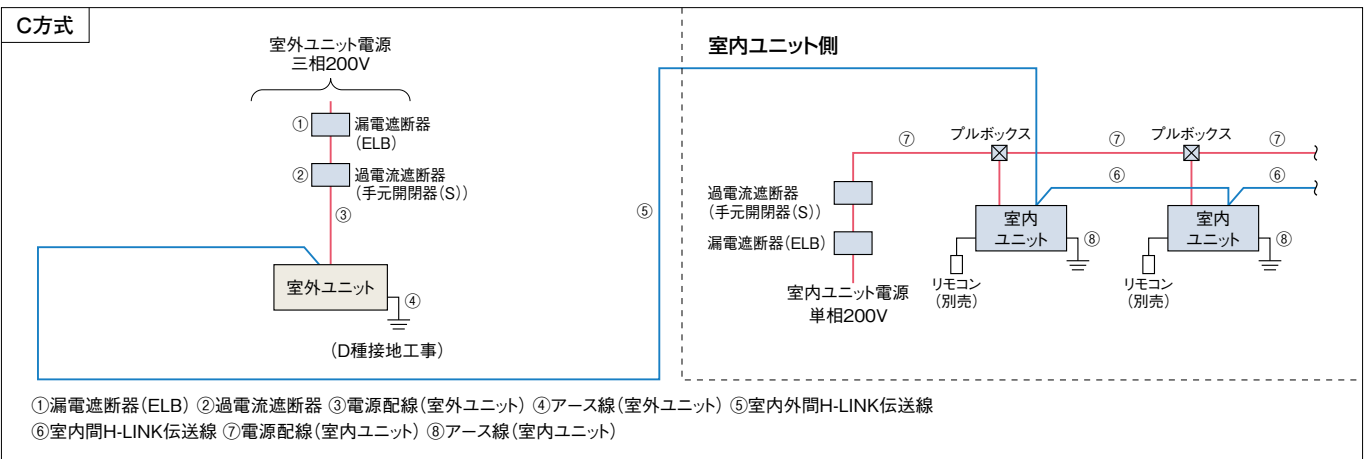 C方式
室外ユニット電源
三相200V
①
漏電遮断器
(ELB)
②
過電流遮断器
(手元開閉器(S))
③
室外ユニット
④
(D種接地工事)
⑤
室内ユニット側
⑦
プルボックス
⑦
プルボックス
⑦
⑥
⑥
過電流遮断器
(手元開閉器(S))
漏電遮断器(ELB)
室内ユニット電源
単相200V
室内
ユニット
⑧
リモコン
(別売)
室内
ユニット
⑧
リモコン
(別売)
①漏電遮断器(ELB) ②過電流遮断器 ③電源配線(室外ユニット) ④アース線(室外ユニット) ⑤室内外間H-LINK伝送線
⑥室内間H-LINK伝送線 ⑦電源配線(室内ユニット) ⑧アース線(室内ユニット)